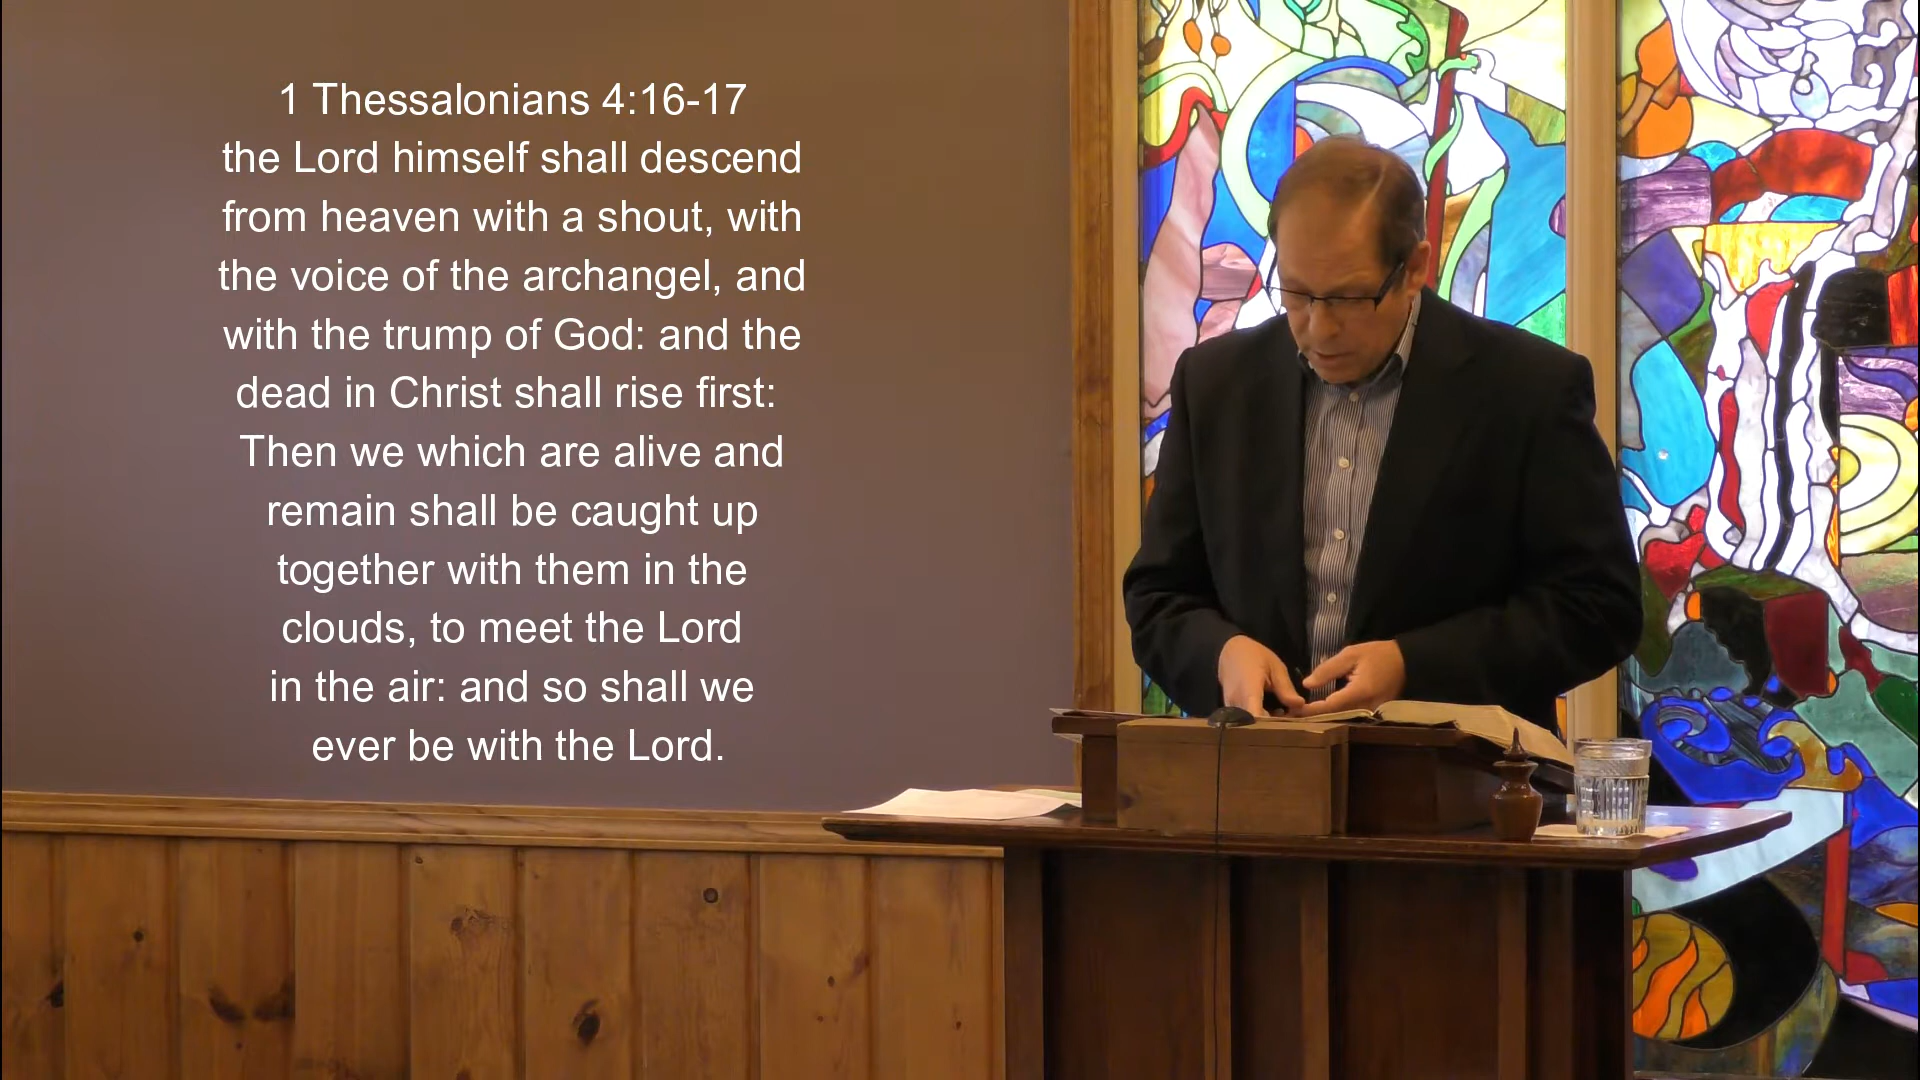 1 Thessalonians 4:16-17
the Lord himself shall descend
from heaven with a shout, with
the voice of the archangel, and
with the trump of God: and the
dead in Christ shall rise first:
Then we which are alive and
remain shall be caught up
together with them in the
clouds, to meet the Lord
in the air: and so shall we
ever be with the Lord.